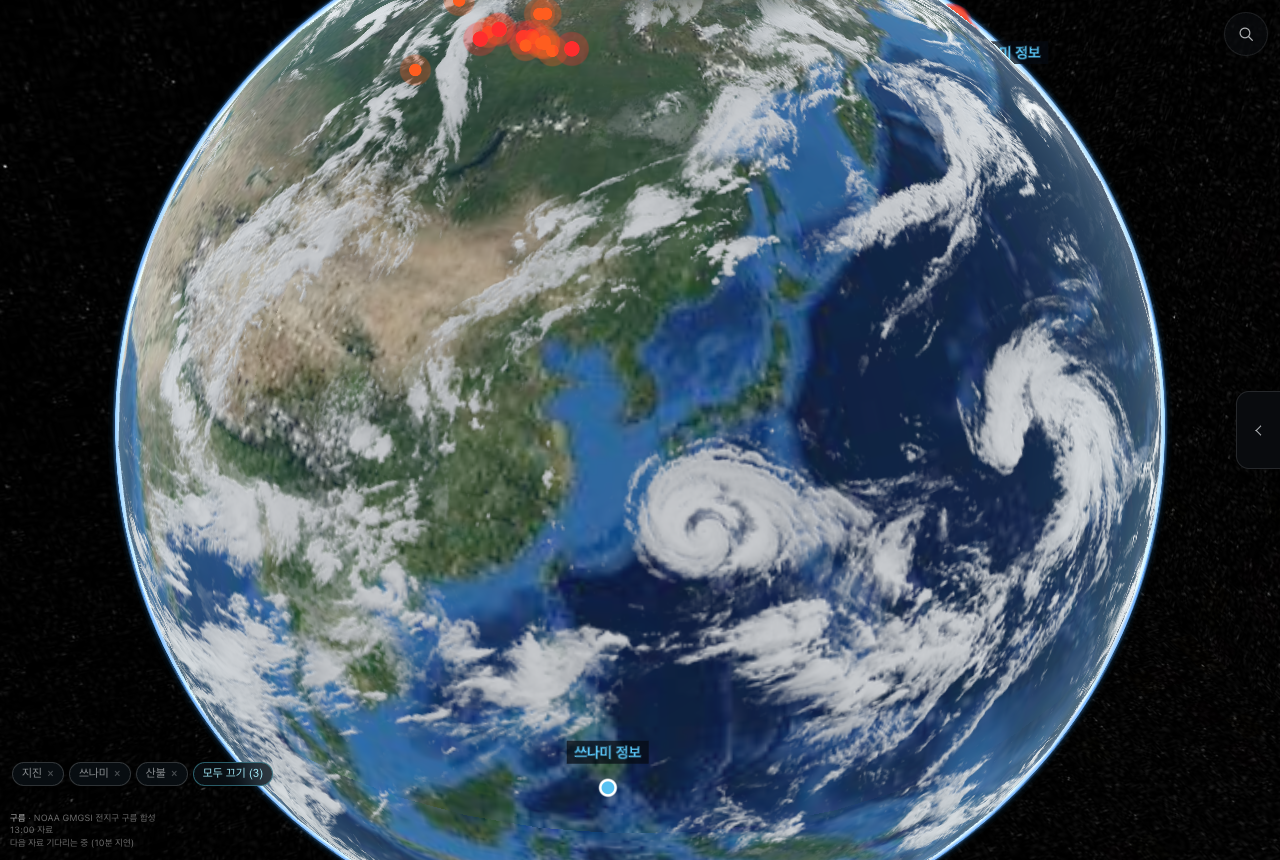 미 정보
쓰나미 정보
지진 ×
쓰나미 ×
산불 ×
모두 끄기 (3)
구름 · NOAA GMGSI 전지구 구름 합성
13:00 자료
다음 자료 기다리는 중 (10분 지연)